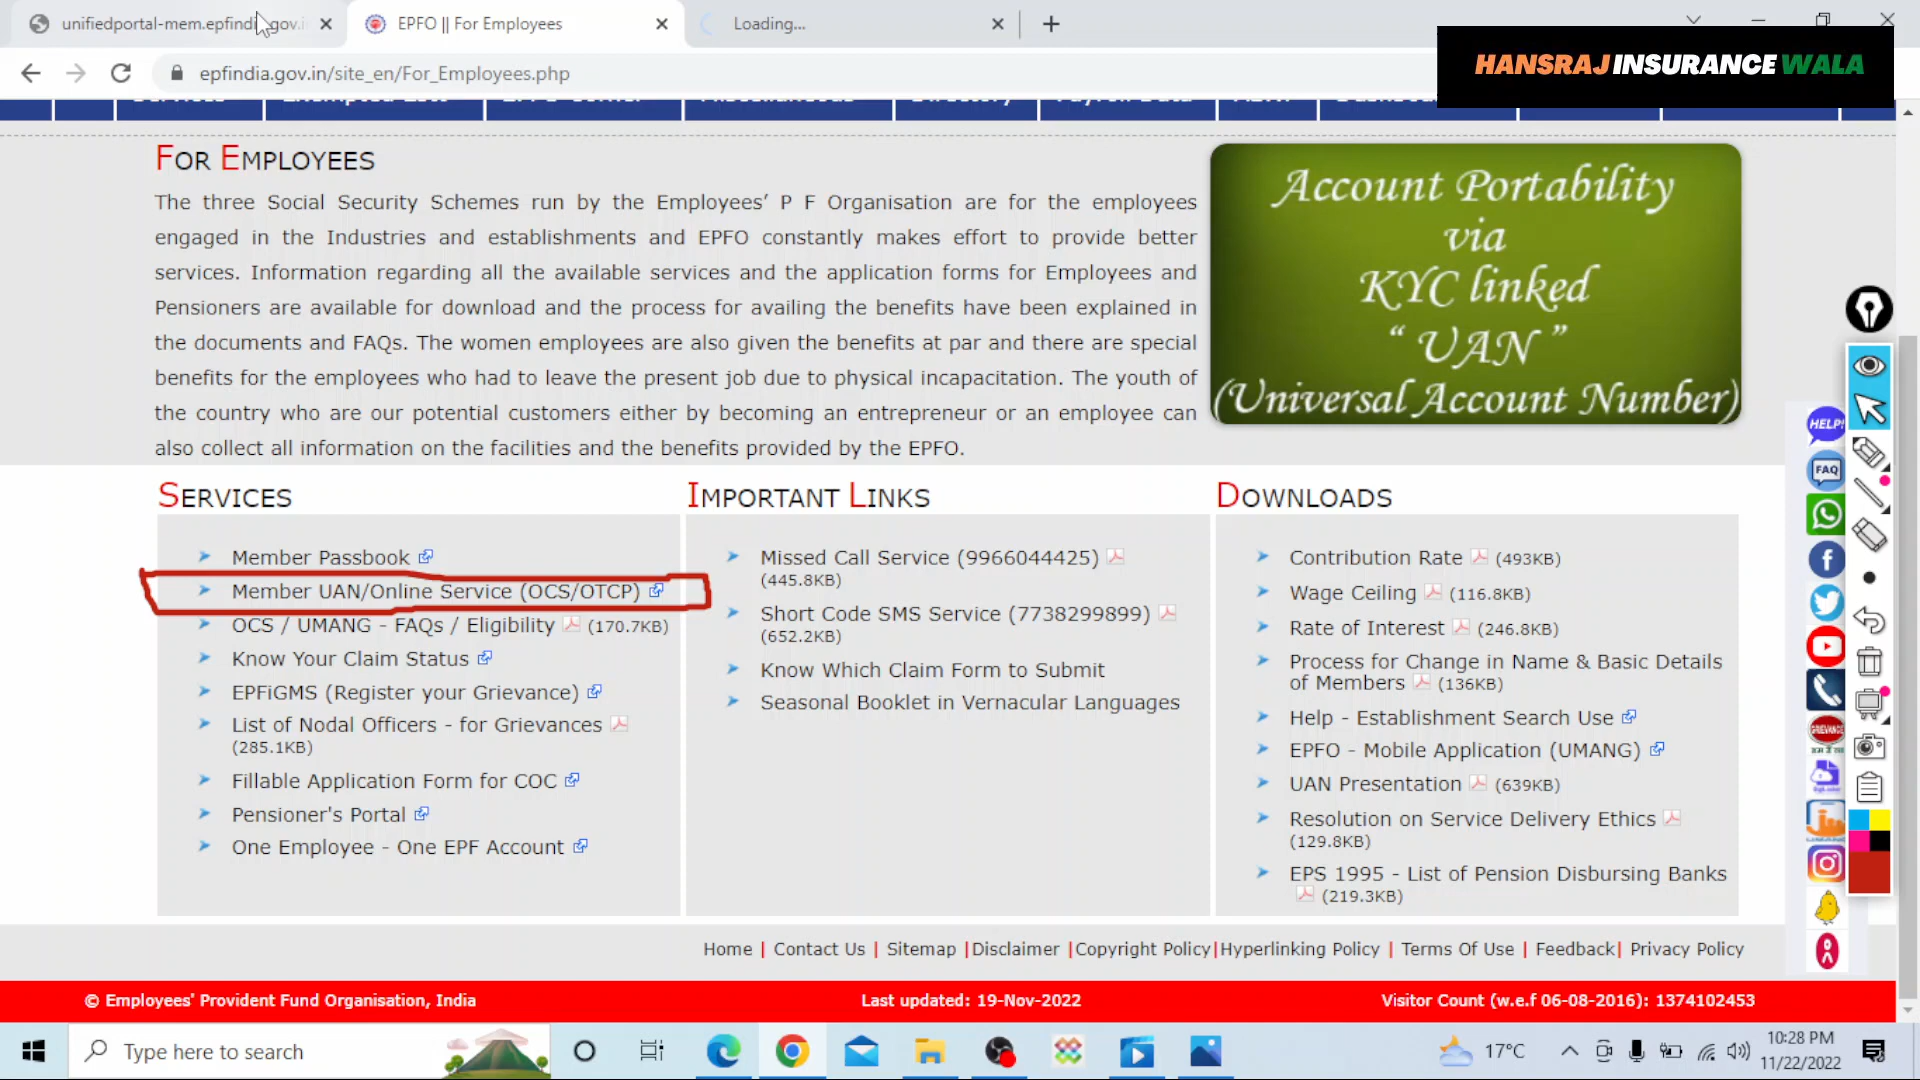 unifiedportal-mem.epfindia.gov.i
EPFO || For Employees
Loading...
epfindia.gov.in/site_en/For_Employees.php
HANSRAJ INSURANCE WALA
FOR EMPLOYEES
The three Social Security Schemes run by the Employees’ P F Organisation are for the employees
engaged in the Industries and establishments and EPFO constantly makes effort to provide better
services. Information regarding all the available services and the application forms for Employees and
Pensioners are available for download and the process for availing the benefits have been explained in
the documents and FAQs. The women employees are also given the benefits at par and there are special
benefits for the employees who had to leave the present job due to physical incapacitation. The youth of
the country who are our potential customers either by becoming an entrepreneur or an employee can
also collect all information on the facilities and the benefits provided by the EPFO.
Account Portability
via
KYC linked
“ UAN ”
(Universal Account Number)
HELP!
FAQ
SERVICES
Member Passbook
Member UAN/Online Service (OCS/OTCP)
OCS / UMANG - FAQs / Eligibility (170.7KB)
Know Your Claim Status
EPFiGMS (Register your Grievance)
List of Nodal Officers - for Grievances
(285.1KB)
Fillable Application Form for COC
Pensioner's Portal
One Employee - One EPF Account
IMPORTANT LINKS
Missed Call Service (9966044425)
(445.8KB)
Short Code SMS Service (7738299899)
(652.2KB)
Know Which Claim Form to Submit
Seasonal Booklet in Vernacular Languages
DOWNLOADS
Contribution Rate (493KB)
Wage Ceiling (116.8KB)
Rate of Interest (246.8KB)
Process for Change in Name & Basic Details
of Members (136KB)
Help - Establishment Search Use
EPFO - Mobile Application (UMANG)
UAN Presentation (639KB)
Resolution on Service Delivery Ethics
(129.8KB)
EPS 1995 - List of Pension Disbursing Banks
(219.3KB)
GRIEVANCE
Home | Contact Us | Sitemap |Disclaimer |Copyright Policy|Hyperlinking Policy | Terms Of Use | Feedback| Privacy Policy
© Employees' Provident Fund Organisation, India
Last updated: 19-Nov-2022
Visitor Count (w.e.f 06-08-2016): 1374102453
Type here to search
17°C
10:28 PM
11/22/2022